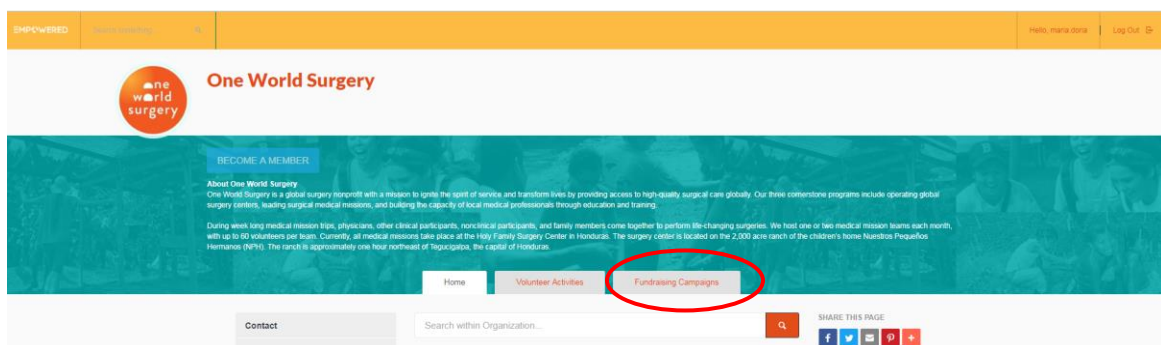 EMPOWERED
Hello, maria.doria
Log Out
one
world
surgery
One World Surgery
BECOME A MEMBER
About One World Surgery
One World Surgery is a global surgery nonprofit with a mission to ignite the spirit of service and transform lives by providing access to high-quality surgical care globally. Our three cornerstone programs include operating global
surgery centers, leading surgical medical missions, and building the capacity of local medical professionals through education and training.
During week long medical mission trips, physicians, other clinical participants, nonclinical participants, and family members come together to perform life-changing surgeries. We host one or two medical mission teams each month,
with up to 60 volunteers per team. Currently, all medical missions take place at the Holy Family Surgery Center in Honduras. The surgery center is located on the 2,000 acre ranch of the children's home Nuestros Pequeños
Hermanos (NPH). The ranch is approximately one hour northeast of Tegucigalpa, the capital of Honduras.
Home
Volunteer Activities
Fundraising Campaigns
Contact
Search within Organization...
SHARE THIS PAGE